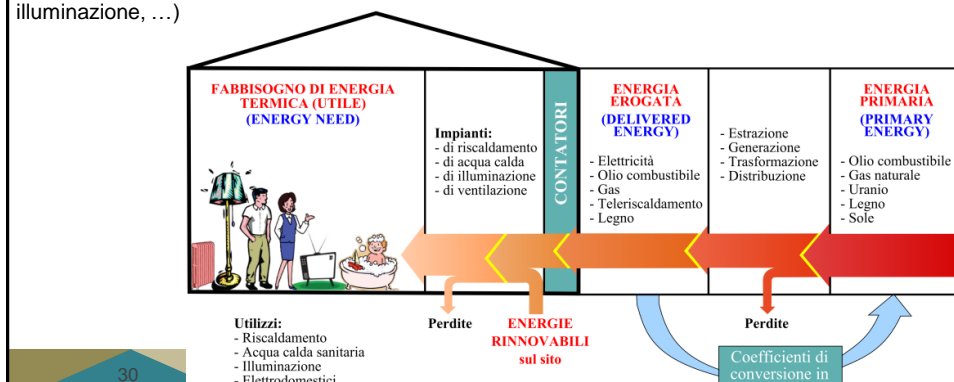 illuminazione, …)
FABBISOGNO DI ENERGIA
TERMICA (UTILE)
(ENERGY NEED)
Impianti:
- di riscaldamento
- di acqua calda
- di illuminazione
- di ventilazione
CONTATORI
ENERGIA
EROGATA
(DELIVERED
ENERGY)
- Elettricità
- Olio combustibile
- Gas
- Teleriscaldamento
- Legno
- Estrazione
- Generazione
- Trasformazione
- Distribuzione
ENERGIA
PRIMARIA
(PRIMARY
ENERGY)
- Olio combustibile
- Gas naturale
- Uranio
- Legno
- Sole
Utilizzi:
- Riscaldamento
- Acqua calda sanitaria
- Illuminazione
- Elettrodomestici
Perdite
ENERGIE
RINNOVABILI
sul sito
Perdite
Coefficienti di
conversione in
30